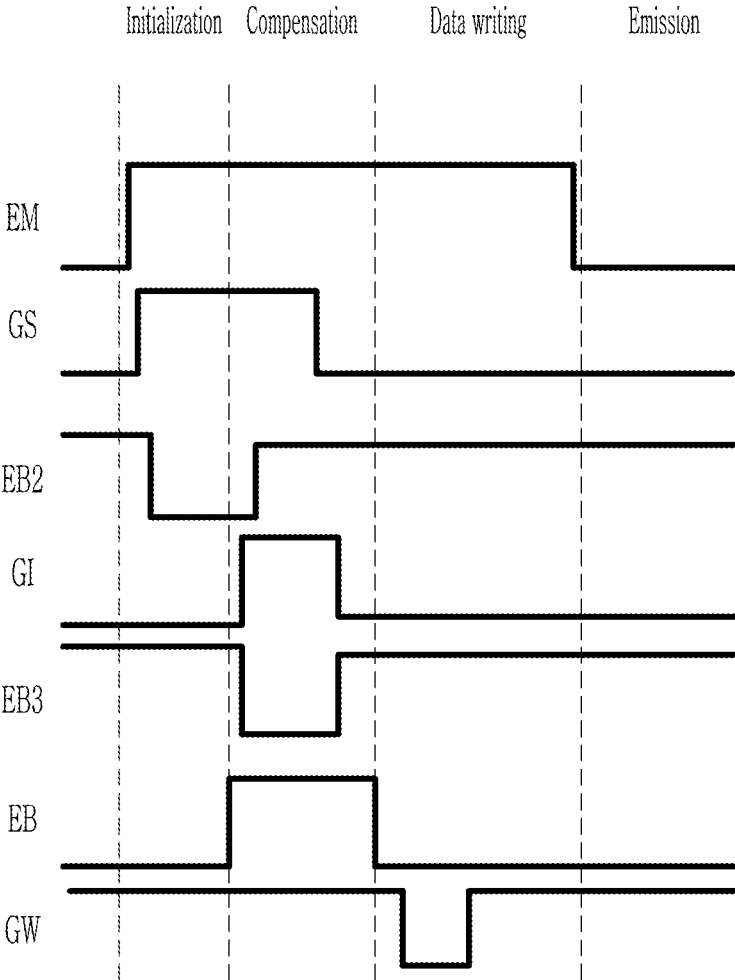 Initialization Compensation Data writing Emission
EM
GS
EB2
GI
EB3
EB
GW